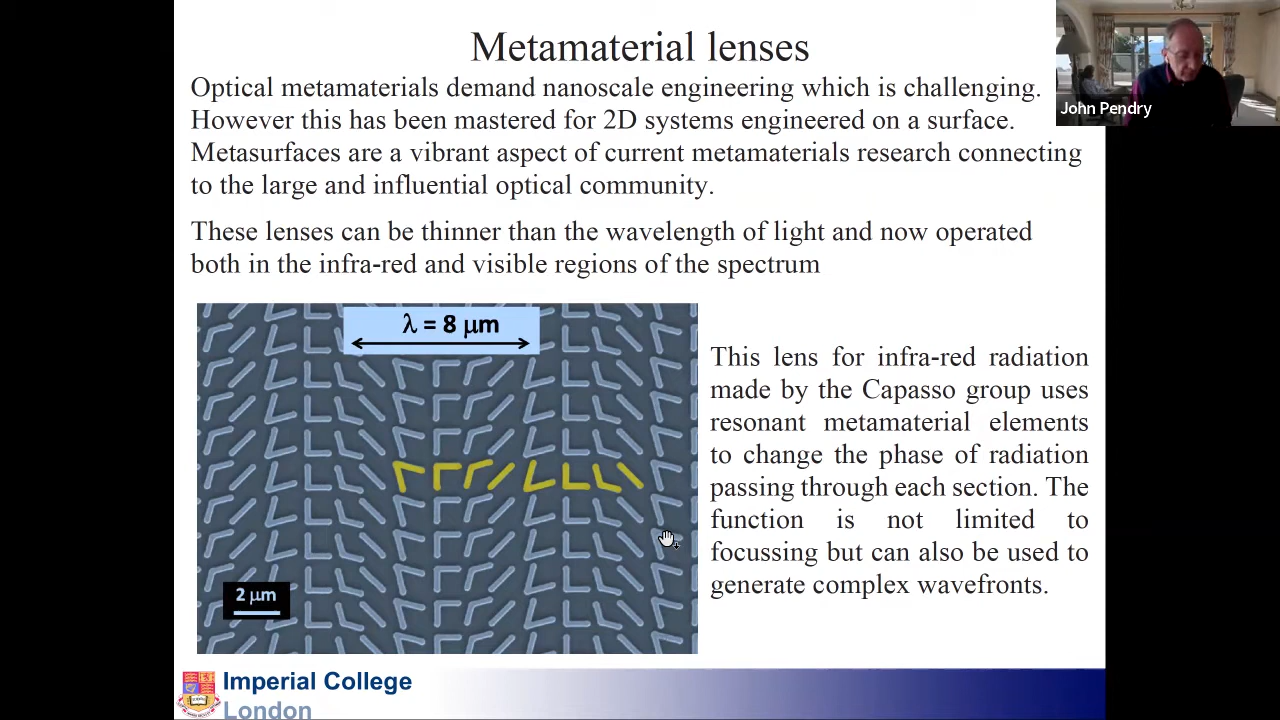 Metamaterial lenses
Optical metamaterials demand nanoscale engineering which is challenging.
However this has been mastered for 2D systems engineered on a surface.
Metasurfaces are a vibrant aspect of current metamaterials research connecting
to the large and influential optical community.
These lenses can be thinner than the wavelength of light and now operated
both in the infra-red and visible regions of the spectrum
λ = 8 μm
2 μm
This lens for infra-red radiation
made by the Capasso group uses
resonant metamaterial elements
to change the phase of radiation
passing through each section. The
function is not limited to
focussing but can also be used to
generate complex wavefronts.
John Pendry
Imperial College
London